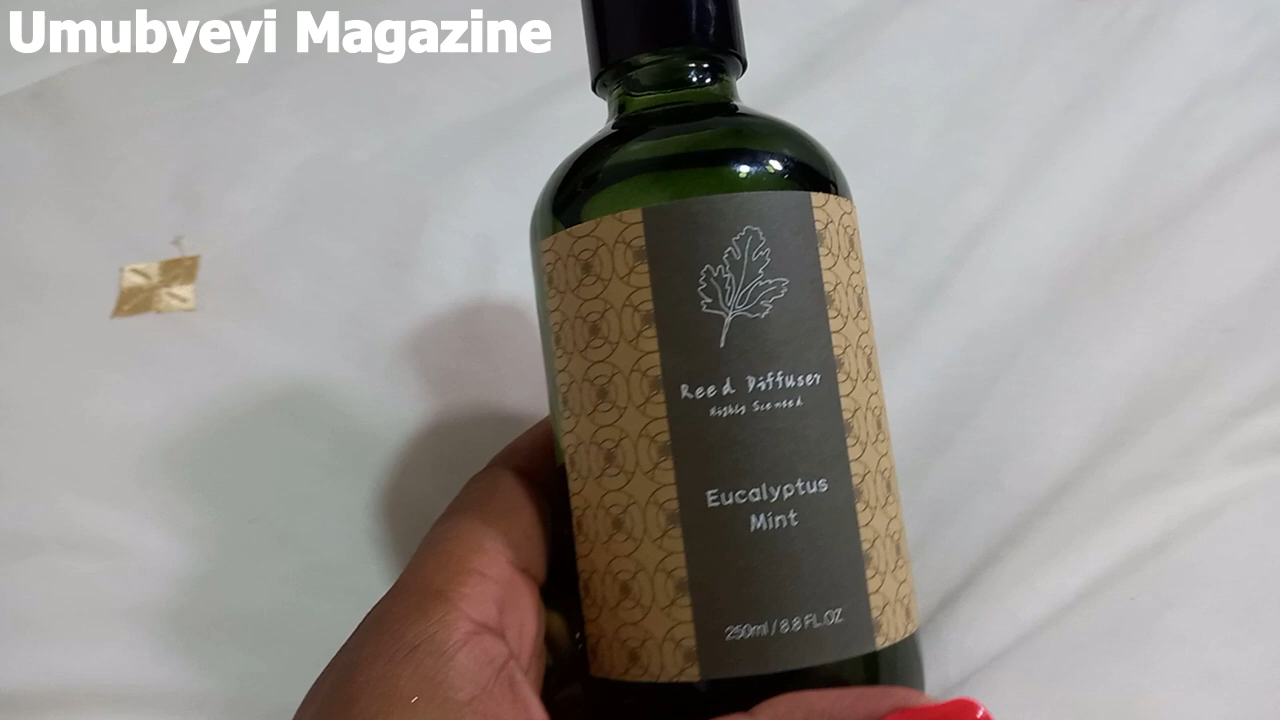 Umubyeyi Magazine
Reed Diffuser
Highly Scented
Eucalyptus
Mint
250ml / 8.8 FL.OZ